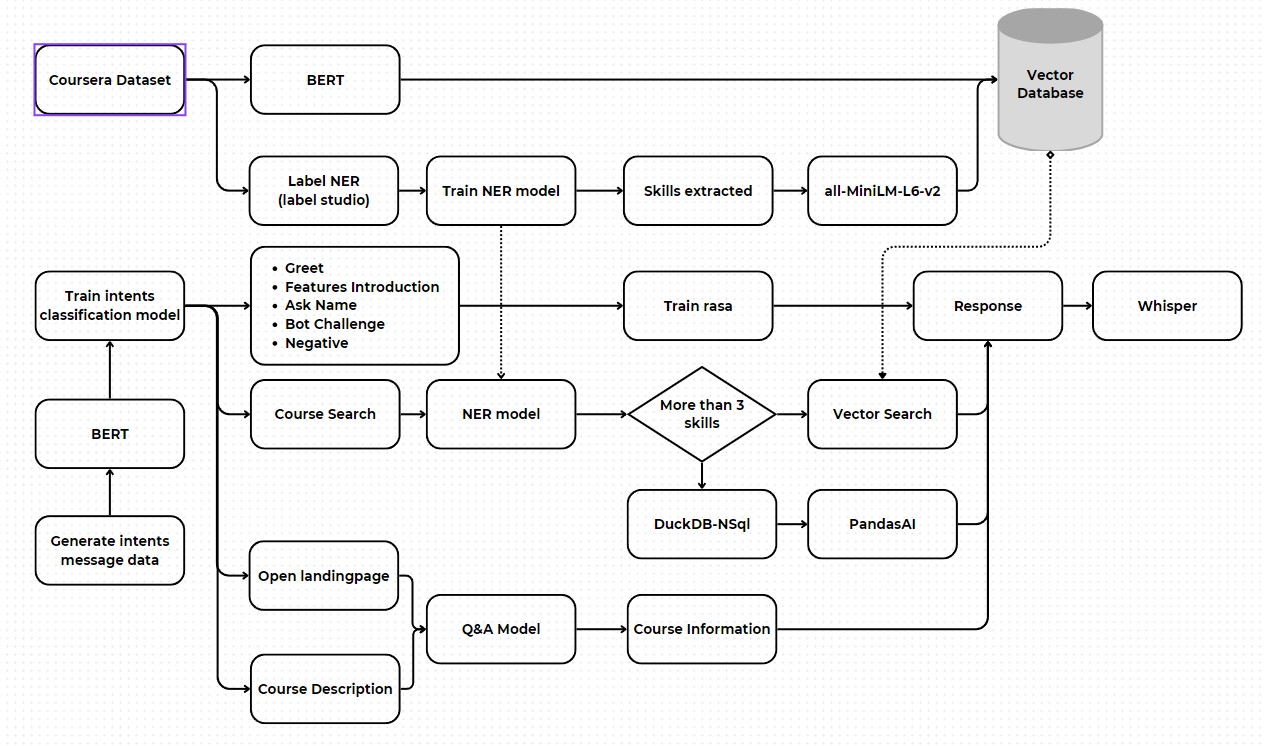 Coursera Dataset
BERT
Vector
Database
Label NER
(label studio)
Train NER model
Skills extracted
all-MiniLM-L6-v2
Train intents
classification model
• Greet
• Features Introduction
• Ask Name
• Bot Challenge
• Negative
Train rasa
Response
Whisper
Course Search
NER model
More than 3
skills
Vector Search
BERT
DuckDB-NSql
PandasAI
Generate intents
message data
Open landingpage
Q&A Model
Course Information
Course Description